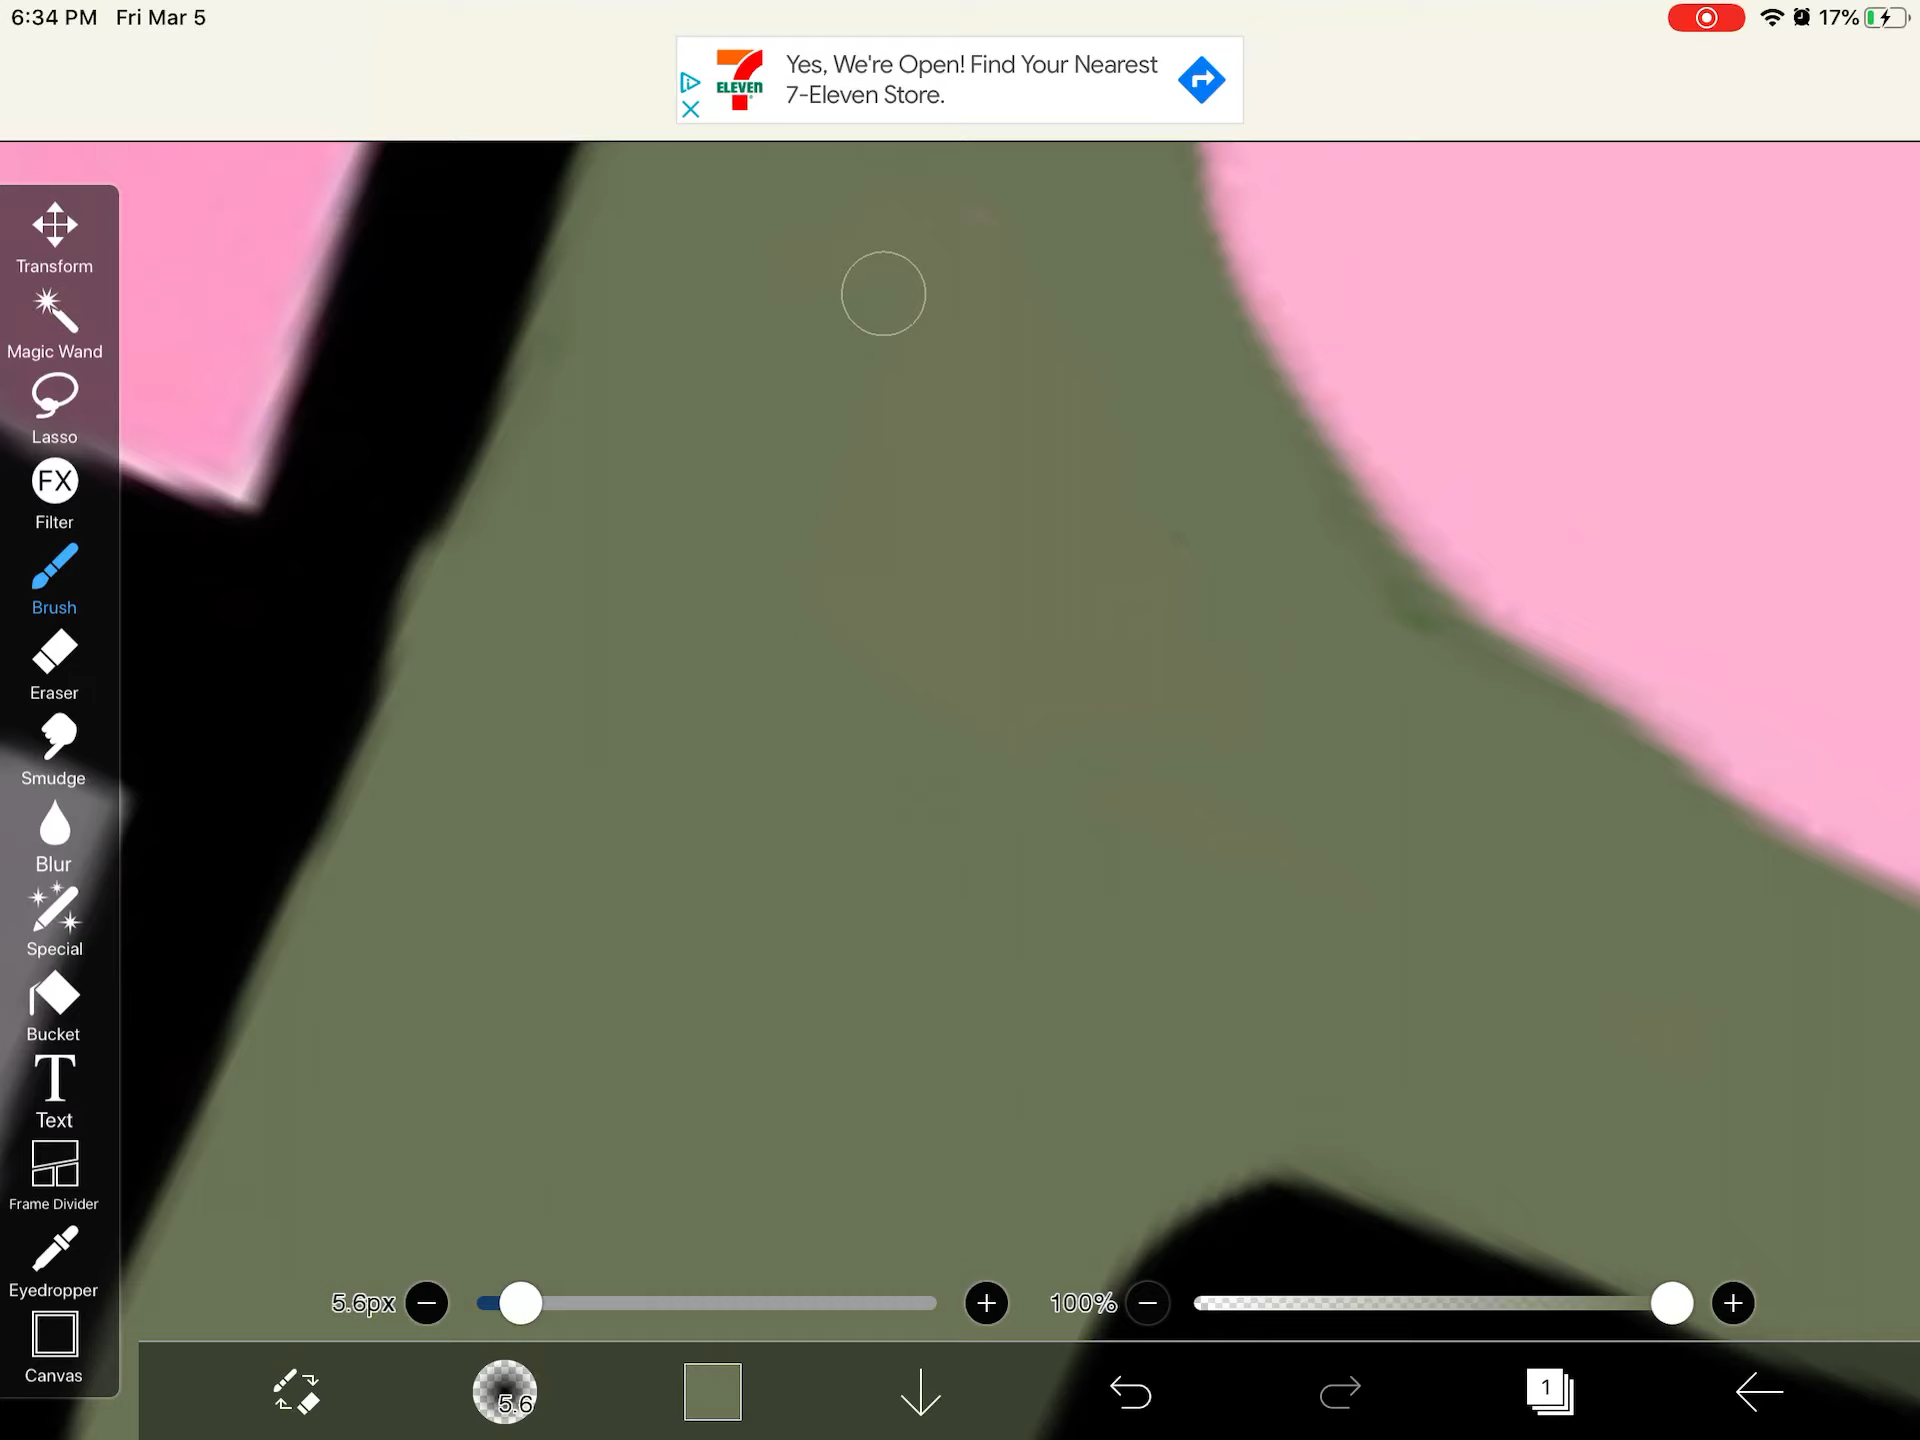 6:34 PM Fri Mar 5
17%
Yes, We're Open! Find Your Nearest
7-Eleven Store.
ELEVEN
Transform
Magic Wand
Lasso
FX
Filter
Brush
Eraser
Smudge
Blur
Special
Bucket
T
Text
Frame Divider
Eyedropper
Canvas
5.6px
100%
5.6
1